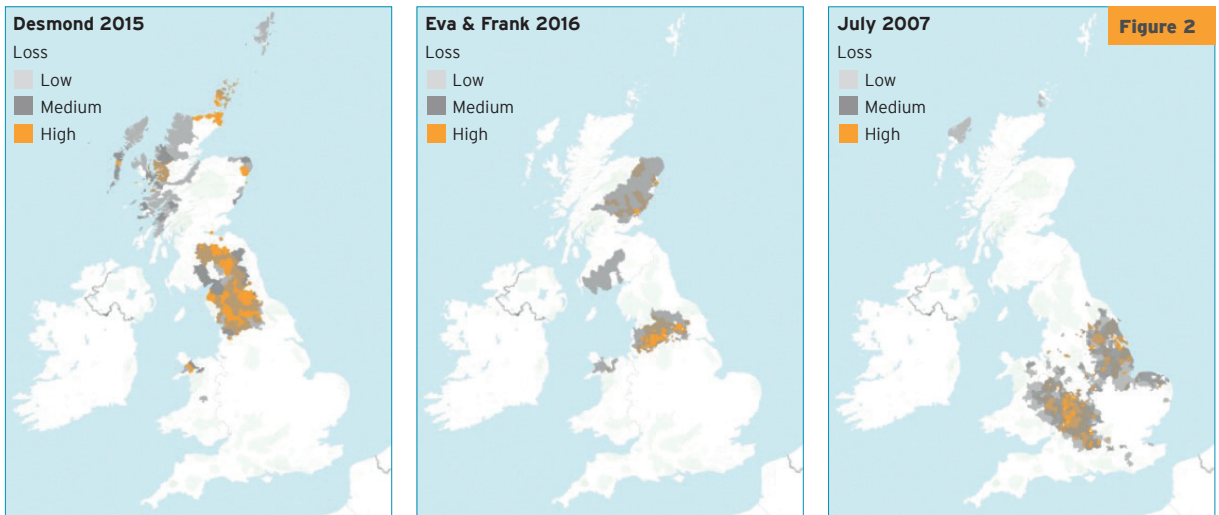 Desmond 2015
Loss
Low
Medium
High
Eva & Frank 2016
Loss
Low
Medium
High
July 2007
Loss
Low
Medium
High
Figure 2